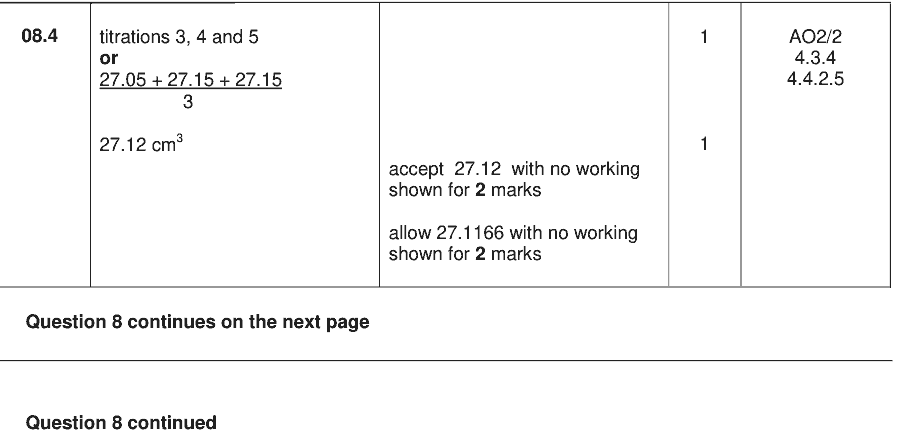 08.4
titrations 3, 4 and 5
or
27.05 + 27.15 + 27.15
3
27.12 cm³
accept 27.12 with no working
shown for 2 marks
allow 27.1166 with no working
shown for 2 marks
1
1
AO2/2
4.3.4
4.4.2.5
Question 8 continues on the next page
Question 8 continued